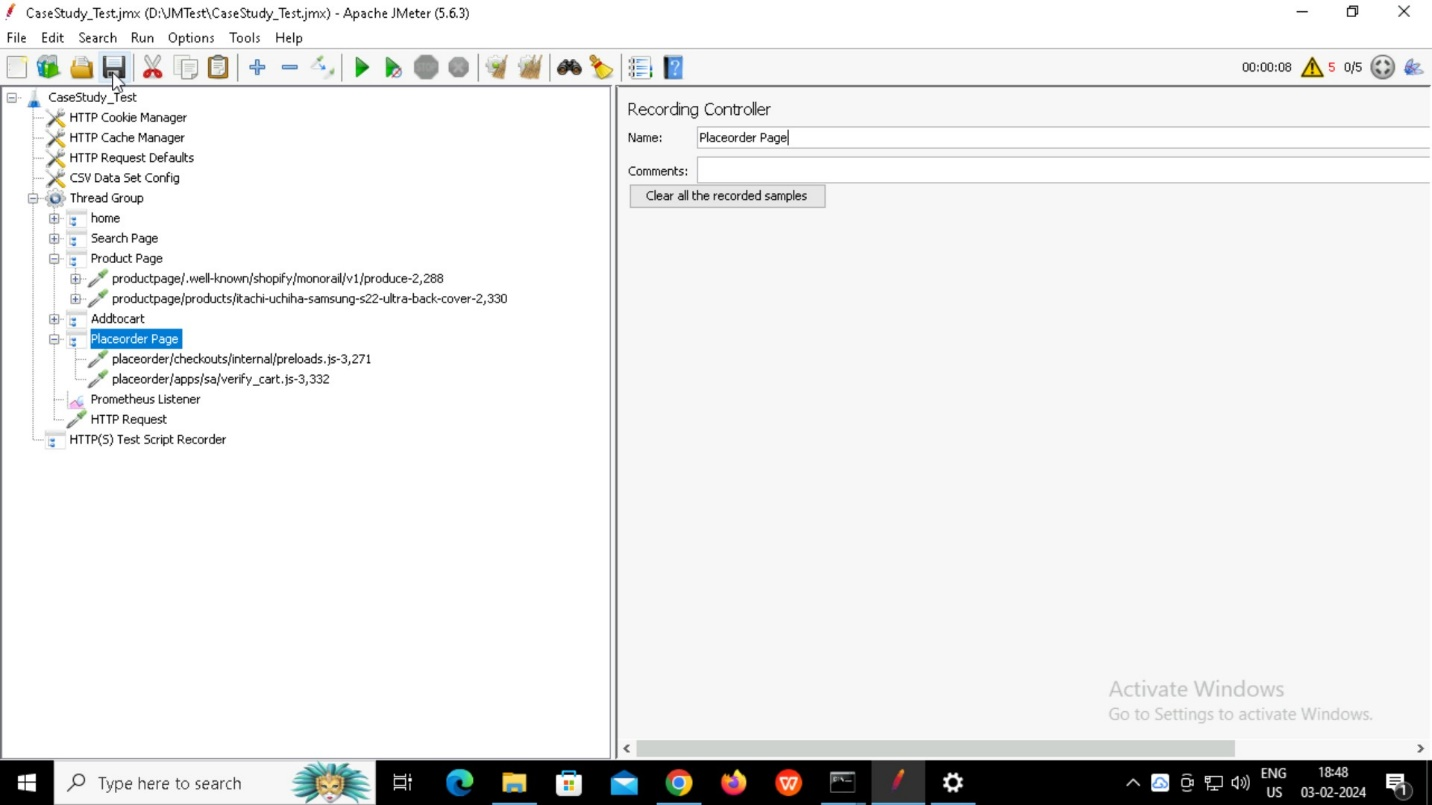 CaseStudy_Test.jmx (D:\JMTest\CaseStudy_Test.jmx) - Apache JMeter (5.6.3)
File Edit Search Run Options Tools Help
STOP
00:00:08 5 0/5
CaseStudy_Test
HTTP Cookie Manager
HTTP Cache Manager
HTTP Request Defaults
CSV Data Set Config
Thread Group
home
Search Page
Product Page
productpage/.well-known/shopify/monorail/v1/produce-2,288
productpage/products/itachi-uchiha-samsung-s22-ultra-back-cover-2,330
Addtocart
Placeorder Page
placeorder/checkouts/internal/preloads.js-3,271
placeorder/apps/sa/verify_cart.js-3,332
Prometheus Listener
HTTP Request
HTTP(S) Test Script Recorder
Recording Controller
Name: Placeorder Page
Comments:
Clear all the recorded samples
Activate Windows
Go to Settings to activate Windows.
Type here to search
ENG
US
18:48
03-02-2024
1